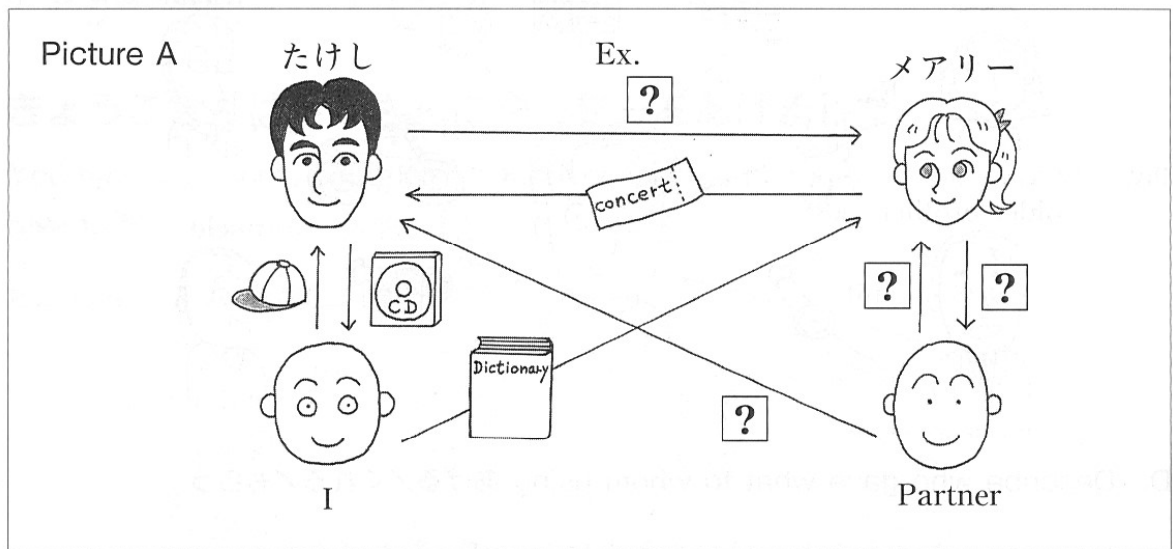 Picture A
たけし
Ex.
メアリー
?
concert
CD
?
?
Dictionary
?
I
Partner